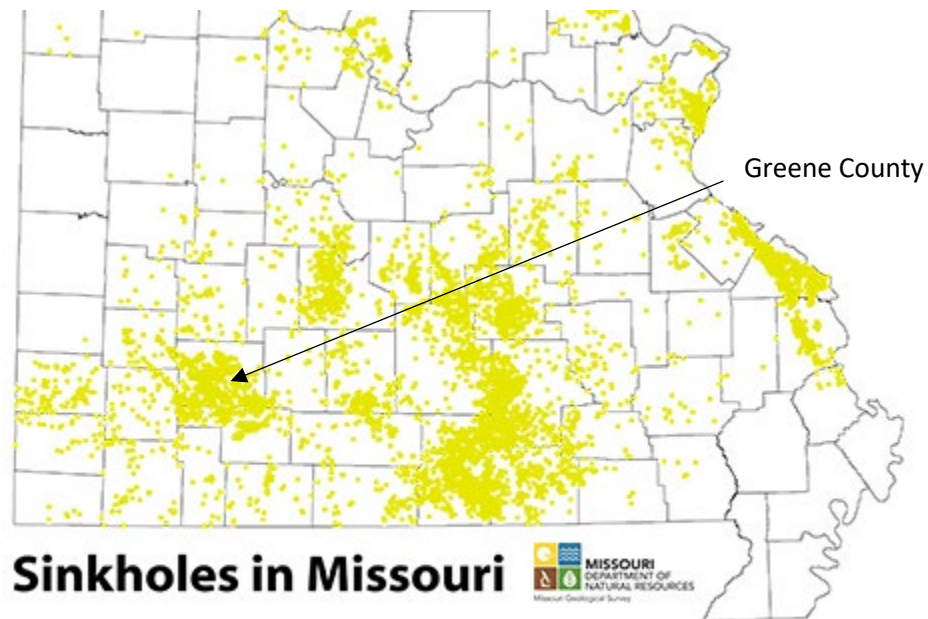 Greene County
Sinkholes in Missouri
MISSOURI
DEPARTMENT OF
NATURAL RESOURCES
Missouri Geological Survey